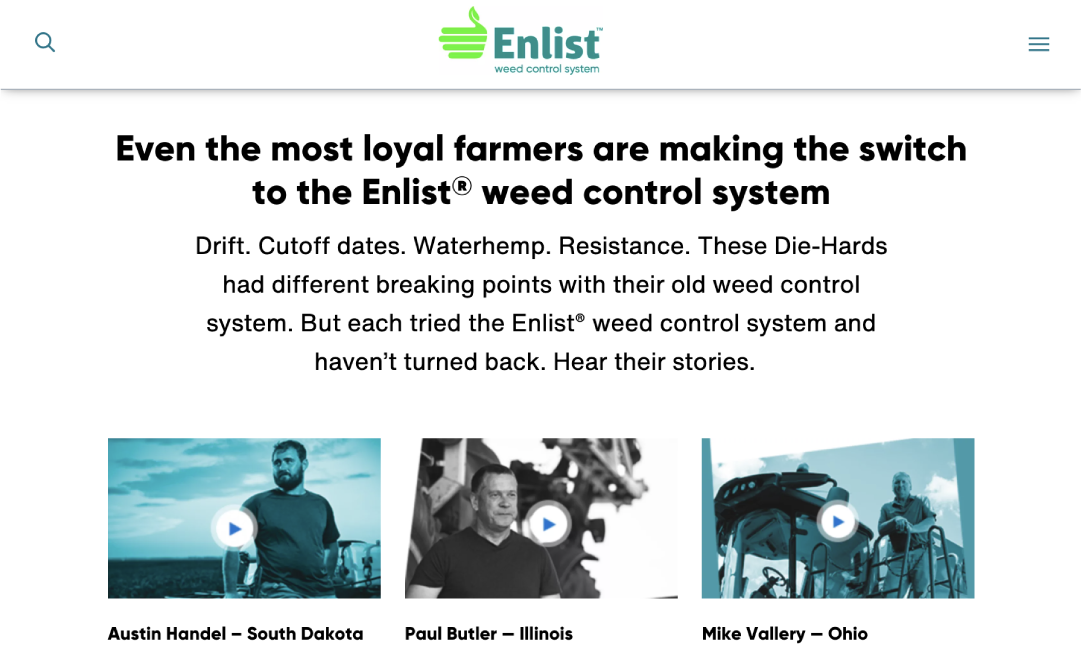 Enlist™
weed control system
Even the most loyal farmers are making the switch
to the Enlist® weed control system
Drift. Cutoff dates. Waterhemp. Resistance. These Die-Hards
had different breaking points with their old weed control
system. But each tried the Enlist® weed control system and
haven’t turned back. Hear their stories.
Austin Handel – South Dakota
Paul Butler — Illinois
Mike Vallery — Ohio